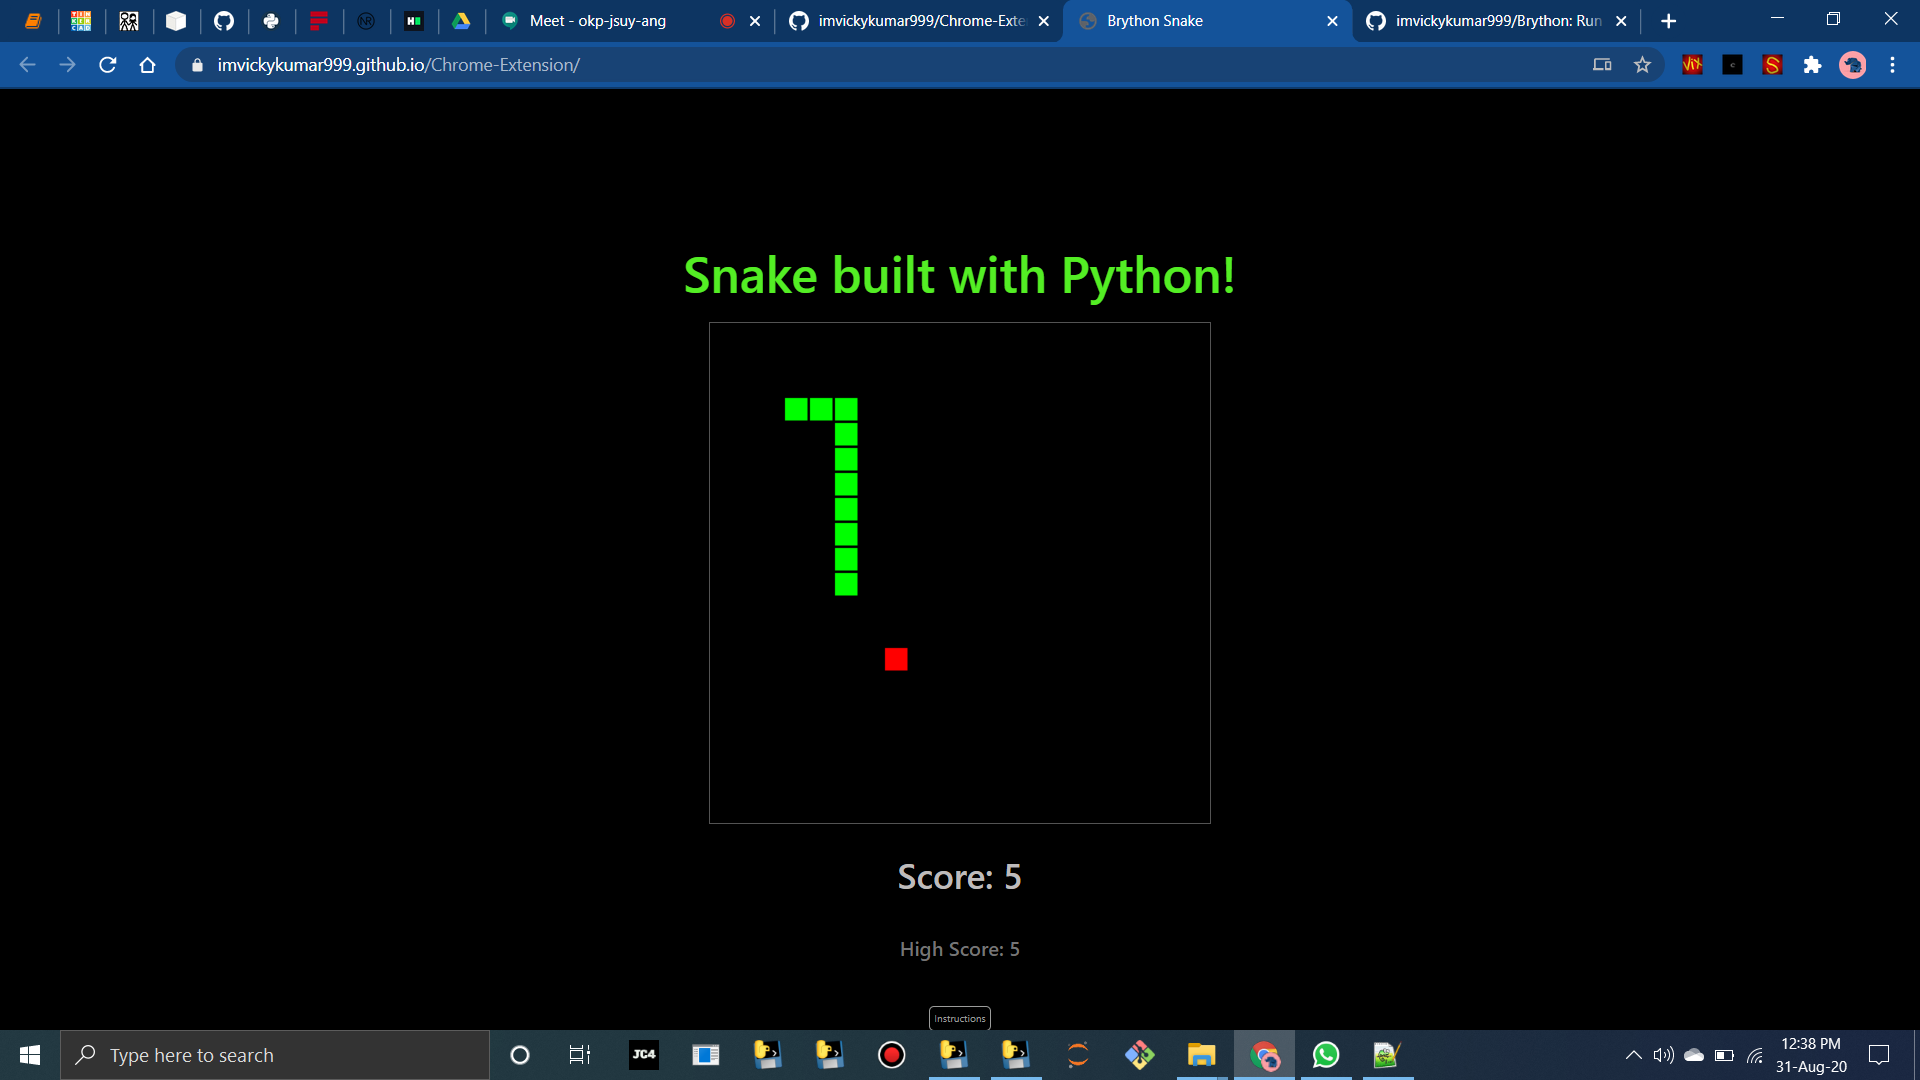 Meet - okp-jsuy-ang
imvickykumar999/Chrome-Exte
Brython Snake
imvickykumar999/Brython: Run
imvickykumar999.github.io/Chrome-Extension/
Snake built with Python!
Score: 5
High Score: 5
Instructions
Type here to search
JC4
12:38 PM
31-Aug-20